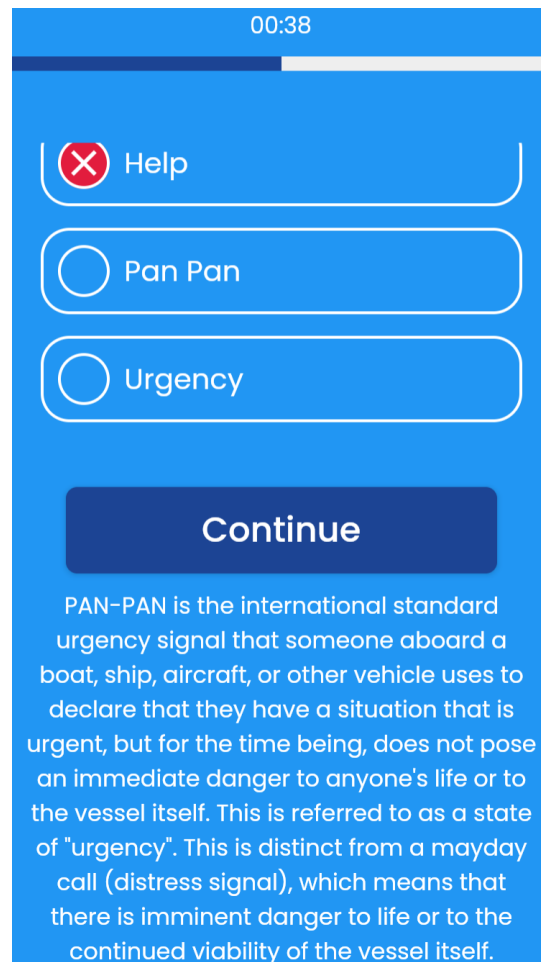 00:38
Help
Pan Pan
Urgency
Continue
PAN-PAN is the international standard
urgency signal that someone aboard a
boat, ship, aircraft, or other vehicle uses to
declare that they have a situation that is
urgent, but for the time being, does not pose
an immediate danger to anyone's life or to
the vessel itself. This is referred to as a state
of "urgency". This is distinct from a mayday
call (distress signal), which means that
there is imminent danger to life or to the
continued viability of the vessel itself.